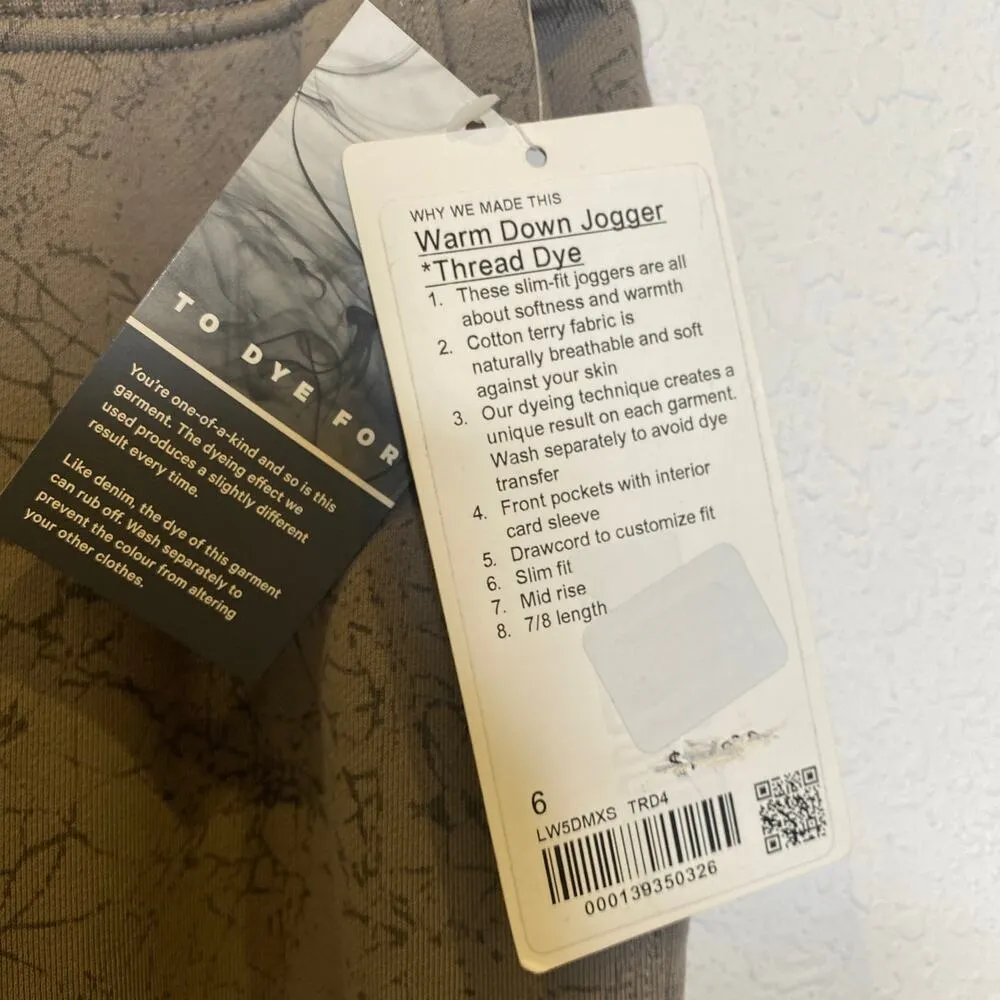 TO DYE FOR
You're one-of-a-kind and so is this
garment. The dyeing effect we
used produces a slightly different
result every time.
Like denim, the dye of this garment
can rub off. Wash separately to
prevent the colour from altering
your other clothes.
WHY WE MADE THIS
Warm Down Jogger
*Thread Dye
1. These slim-fit joggers are all
about softness and warmth
2. Cotton terry fabric is
naturally breathable and soft
against your skin
3. Our dyeing technique creates a
unique result on each garment.
Wash separately to avoid dye
transfer
4. Front pockets with interior
card sleeve
5. Drawcord to customize fit
6. Slim fit
7. Mid rise
8. 7/8 length
6
LW5DMXS TRD4
000139350326